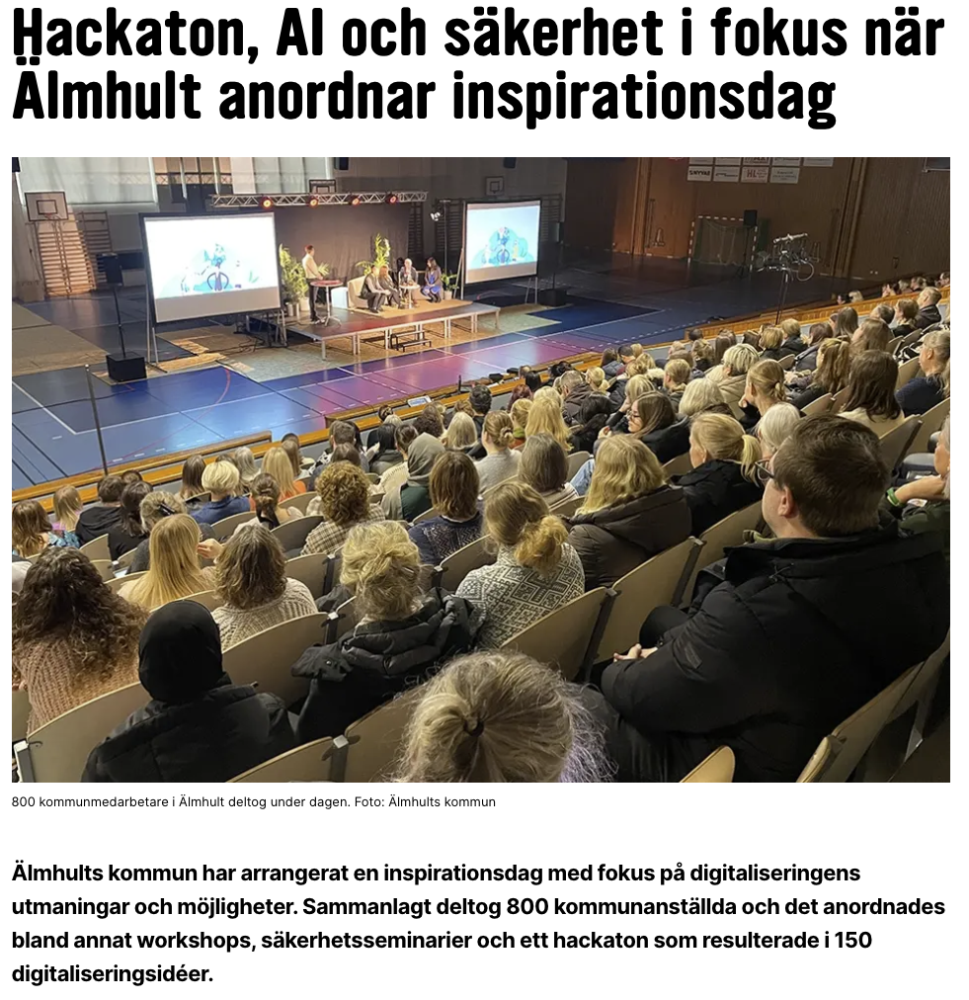 Hackaton, AI och säkerhet i fokus när
Älmhult anordnar inspirationsdag
800 kommunmedarbetare i Älmhult deltog under dagen. Foto: Älmhults kommun
Älmhults kommun har arrangerat en inspirationsdag med fokus på digitaliseringens
utmaningar och möjligheter. Sammanlagt deltog 800 kommunanställda och det anordnades
bland annat workshops, säkerhetsseminarier och ett hackaton som resulterade i 150
digitaliseringsidéer.